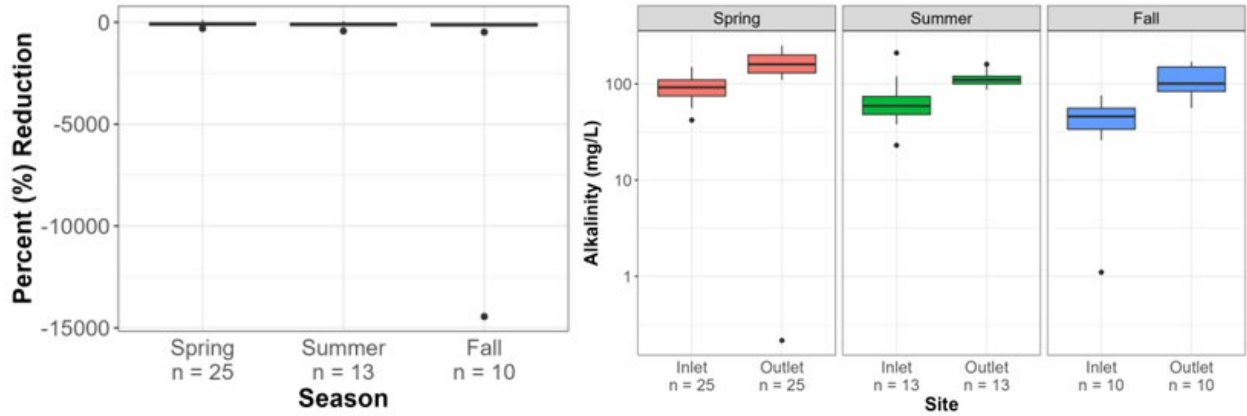 Percent (%) Reduction
0
-5000
-10000
-15000
Spring
n = 25
Summer
n = 13
Fall
n = 10
Season
Alkalinity (mg/L)
100
10
1
Spring
Summer
Fall
Inlet
n = 25
Outlet
n = 25
Inlet
n = 13
Outlet
n = 13
Inlet
n = 10
Outlet
n = 10
Site